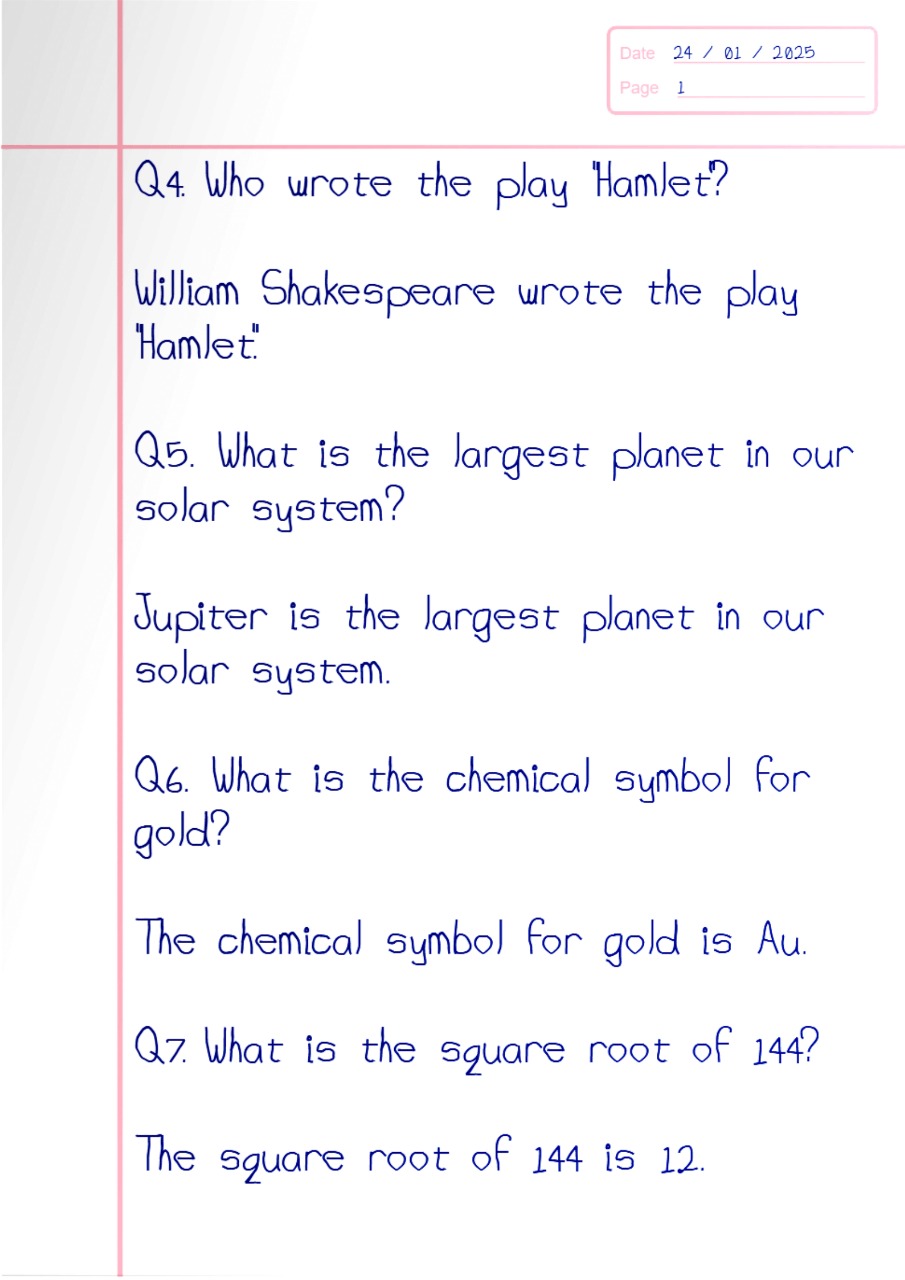 Date 24 / 01 / 2025
Page 1
Q4. Who wrote the play "Hamlet"?
William Shakespeare wrote the play
"Hamlet."
Q5. What is the largest planet in our
solar system?
Jupiter is the largest planet in our
solar system.
Q6. What is the chemical symbol for
gold?
The chemical symbol for gold is Au.
Q7. What is the square root of 144?
The square root of 144 is 12.